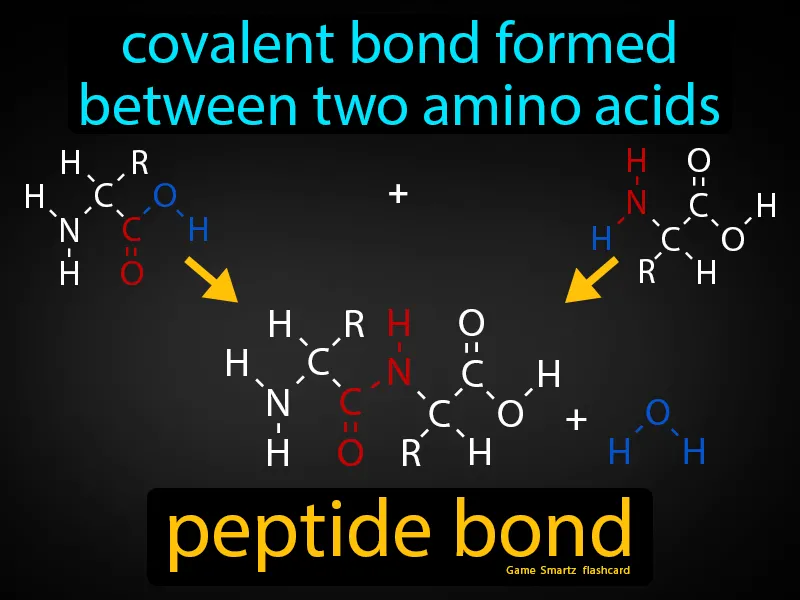 covalent bond formed
between two amino acids
H R H O
H C O + N C H
N C H H C O
H O R H
H R H O
H C N C H
N C C O + O
H O R H H H
peptide bond
Game Smartz flashcard